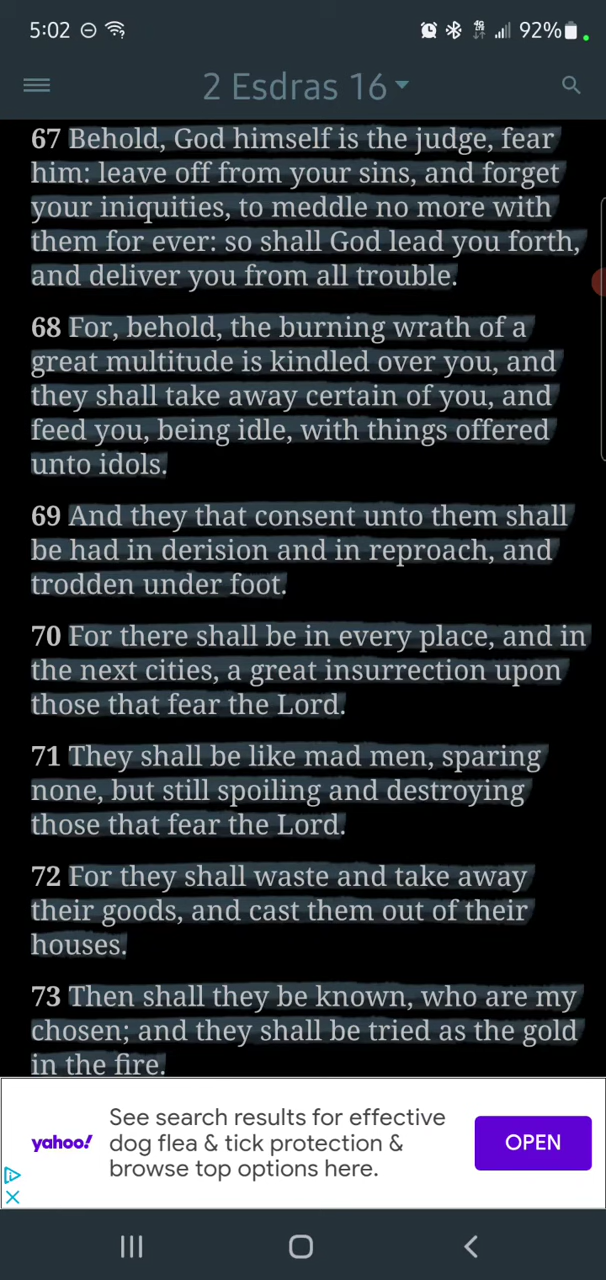 5:02
4G
92%
2 Esdras 16
67 Behold, God himself is the judge, fear
him: leave off from your sins, and forget
your iniquities, to meddle no more with
them for ever: so shall God lead you forth,
and deliver you from all trouble.
68 For, behold, the burning wrath of a
great multitude is kindled over you, and
they shall take away certain of you, and
feed you, being idle, with things offered
unto idols.
69 And they that consent unto them shall
be had in derision and in reproach, and
trodden under foot.
70 For there shall be in every place, and in
the next cities, a great insurrection upon
those that fear the Lord.
71 They shall be like mad men, sparing
none, but still spoiling and destroying
those that fear the Lord.
72 For they shall waste and take away
their goods, and cast them out of their
houses.
73 Then shall they be known, who are my
chosen; and they shall be tried as the gold
in the fire.
yahoo!
See search results for effective
dog flea & tick protection &
browse top options here.
OPEN